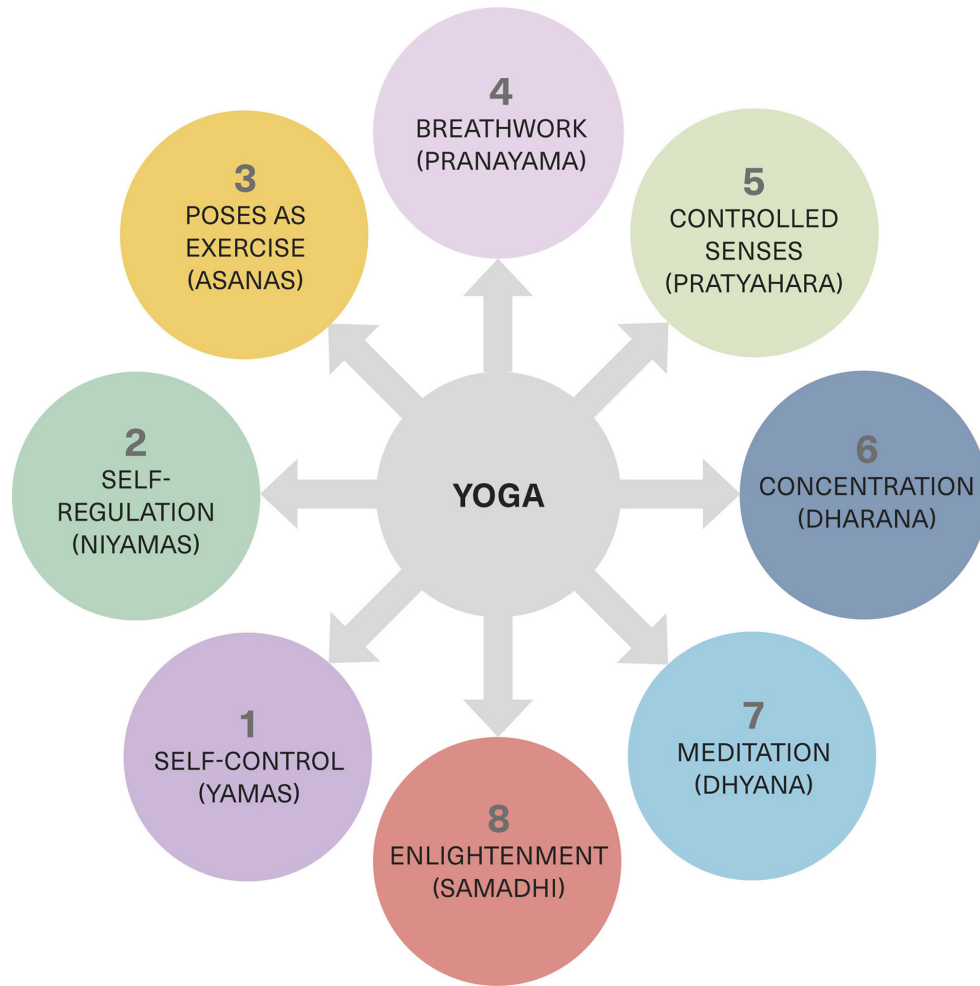 4
BREATHWORK
(PRANAYAMA)
3
POSES AS
EXERCISE
(ASANAS)
5
CONTROLLED
SENSES
(PRATYAHARA)
2
SELF-
REGULATION
(NIYAMAS)
YOGA
6
CONCENTRATION
(DHARANA)
1
SELF-CONTROL
(YAMAS)
7
MEDITATION
(DHYANA)
8
ENLIGHTENMENT
(SAMADHI)